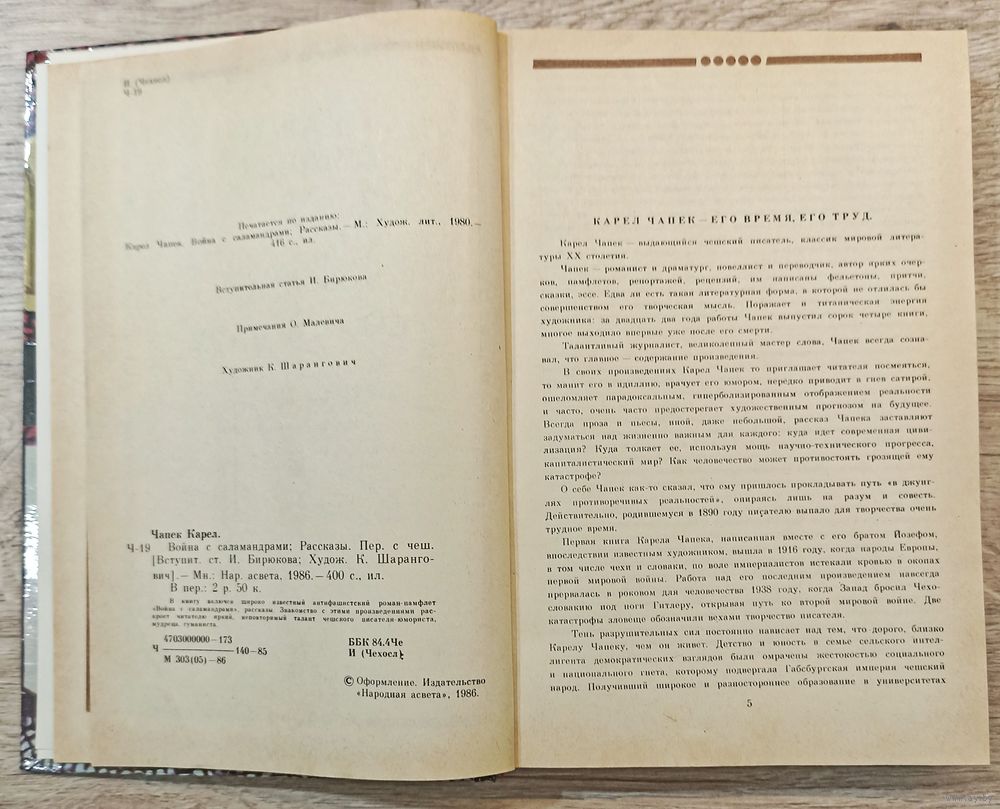 И (Чехосл)
Ч-19
Печатается по изданию:
Карел Чапек. Война с саламандрами; Рассказы. – М.: Худож. лит., 1980. –
416 с., ил.
Вступительная статья И. Бирюкова
Примечания О. Малевича
Художник К. Шарангович
Чапек Карел.
Ч-19 Война с саламандрами; Рассказы. Пер. с чеш.
[Вступит. ст. И. Бирюкова; Худож. К. Шаранго-
вич]. – Мн.: Нар. асвета, 1986. – 400 с., ил.
В пер.: 2 р. 50 к.
В книгу включен широко известный антифашистский роман-памфлет
«Война с саламандрами», рассказы. Знакомство с этими произведениями рас-
кроет читателю яркий, неповторимый талант чешского писателя-юмориста,
мудреца, гуманиста.
4703000000–173
Ч 140–85
М 303(05)–86
ББК 84.4Че
И (Чехосл)
© Оформление. Издательство
«Народная асвета», 1986.
КАРЕЛ ЧАПЕК – ЕГО ВРЕМЯ, ЕГО ТРУД.
Карел Чапек – выдающийся чешский писатель, классик мировой литера-
туры XX столетия.
Чапек – романист и драматург, новеллист и переводчик, автор ярких очер-
ков, памфлетов, репортажей, рецензий, им написаны фельетоны, притчи,
сказки, эссе. Едва ли есть такая литературная форма, в которой не отлилась бы
совершенством его творческая мысль. Поражает и титаническая энергия
художника: за двадцать два года работы Чапек выпустил сорок четыре книги,
многое выходило впервые уже после его смерти.
Талантливый журналист, великолепный мастер слова, Чапек всегда созна-
вал, что главное – содержание произведения.
В своих произведениях Карел Чапек то приглашает читателя посмеяться,
то манит его в идиллию, врачует его юмором, нередко приводит в гнев сатирой,
ошеломляет парадоксальным, гиперболизированным отображением реальности
и часто, очень часто предостерегает художественным прогнозом на будущее.
Всегда проза и пьесы, иной, даже небольшой, рассказ Чапека заставляют
задуматься над жизненно важным для каждого: куда идет современная циви-
лизация? Куда толкает ее, используя мощь научно-технического прогресса,
капиталистический мир? Как человечество может противостоять грозящей ему
катастрофе?
О себе Чапек как-то сказал, что ему пришлось прокладывать путь «в джунг-
лях противоречивых реальностей», опираясь лишь на разум и совесть.
Действительно, родившемуся в 1890 году писателю выпало для творчества очень
трудное время.
Первая книга Карела Чапека, написанная вместе с его братом Йозефом,
впоследствии известным художником, вышла в 1916 году, когда народы Европы,
в том числе чехи и словаки, по воле империалистов истекали кровью в окопах
первой мировой войны. Работа над его последним произведением навсегда
прервалась в роковом для человечества 1938 году, когда Запад бросил Чехо-
словакию под ноги Гитлеру, открывая путь ко второй мировой войне. Две
катастрофы зловеще обозначили вехами творчество писателя.
Тень разрушительных сил постоянно нависает над тем, что дорого, близко
Карелу Чапеку, чем он живет. Детство и юность в семье сельского интел-
лигента демократических взглядов были омрачены жестокостью социального
и национального гнета, которому подвергала Габсбургская империя чешский
народ. Получивший широкое и разностороннее образование в университетах
5